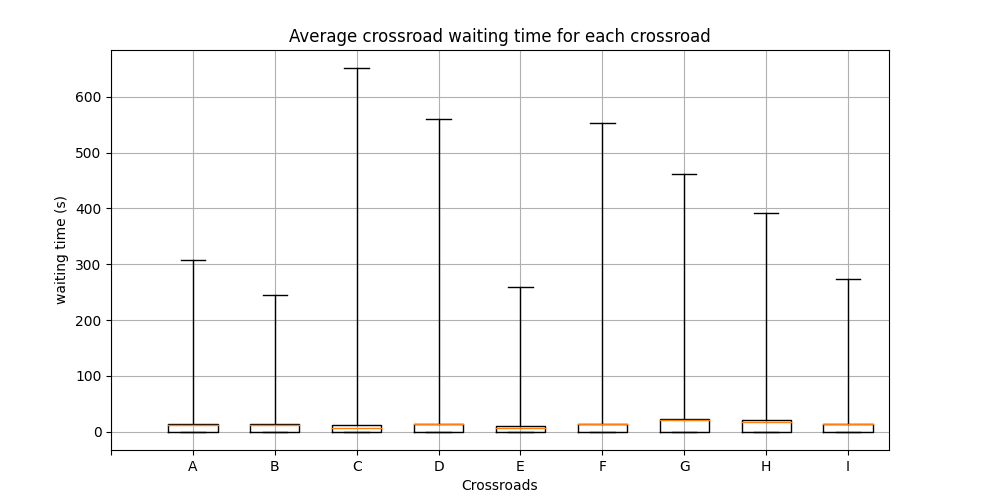 Average crossroad waiting time for each crossroad
waiting time (s)
600
500
400
300
200
100
0
A B C D E F G H I
Crossroads